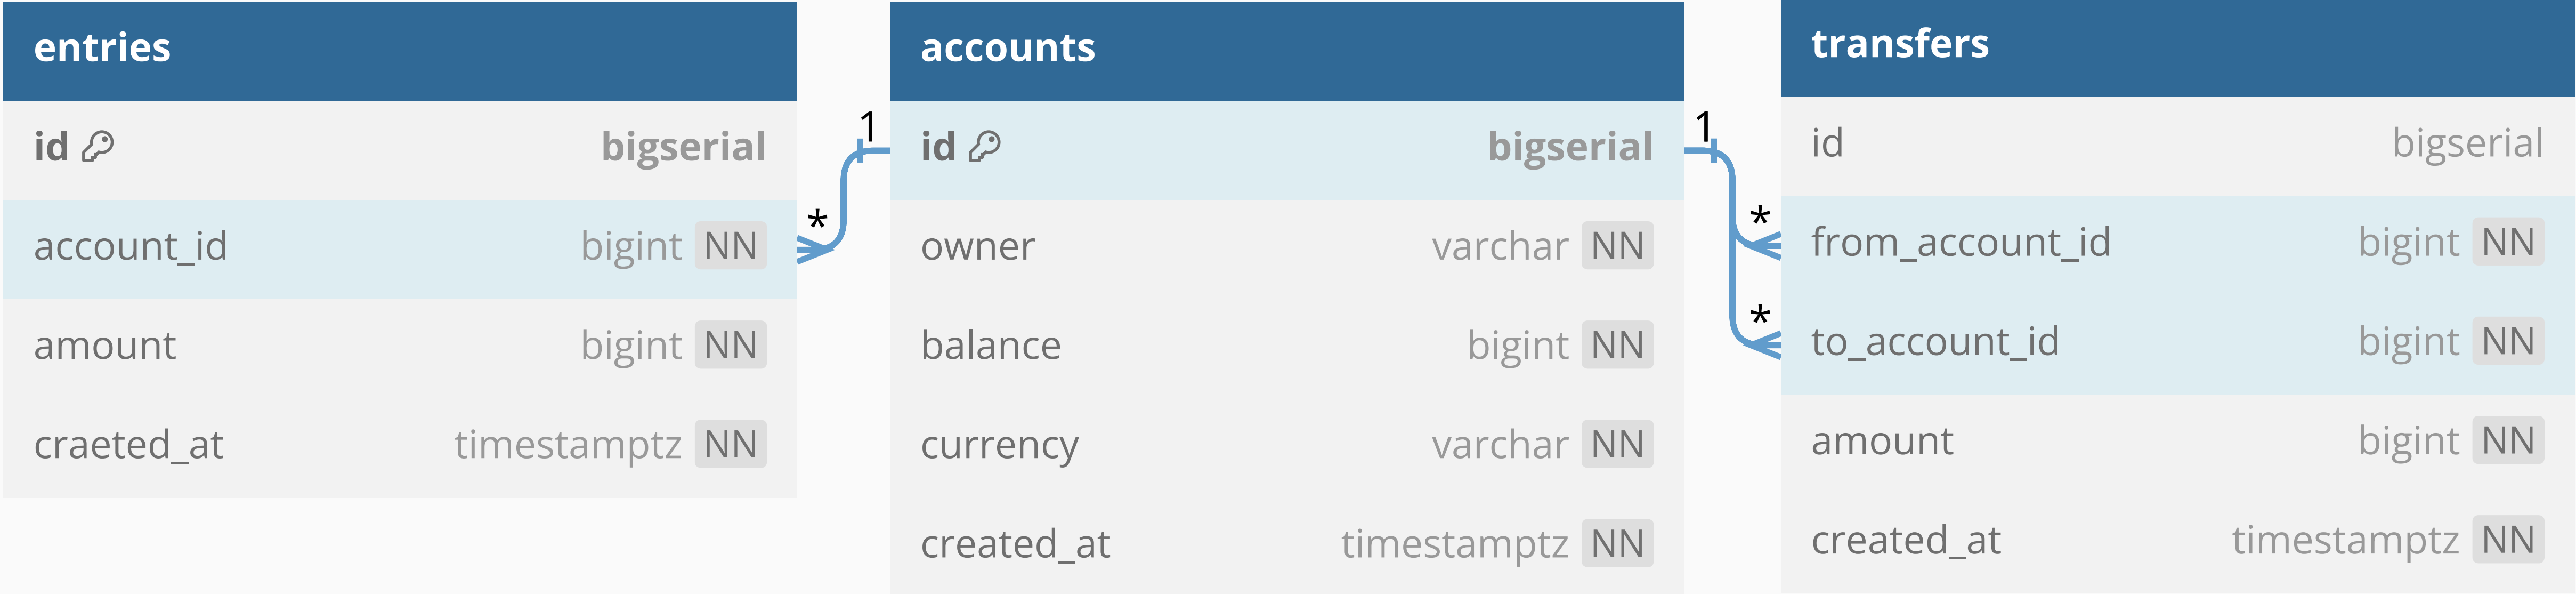 entries
id bigserial
account_id bigint NN
amount bigint NN
craeted_at timestamptz NN
1
*
accounts
id bigserial
owner varchar NN
balance bigint NN
currency varchar NN
created_at timestamptz NN
1
*
*
transfers
id bigserial
from_account_id bigint NN
to_account_id bigint NN
amount bigint NN
created_at timestamptz NN